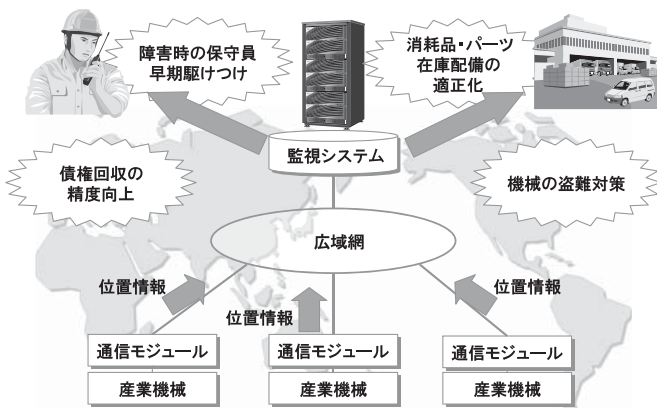 障害時の保守員
早期駆けつけ
消耗品・パーツ
在庫配備の
適正化
監視システム
債権回収の
精度向上
機械の盗難対策
広域網
位置情報
位置情報
位置情報
通信モジュール
通信モジュール
通信モジュール
産業機械
産業機械
産業機械